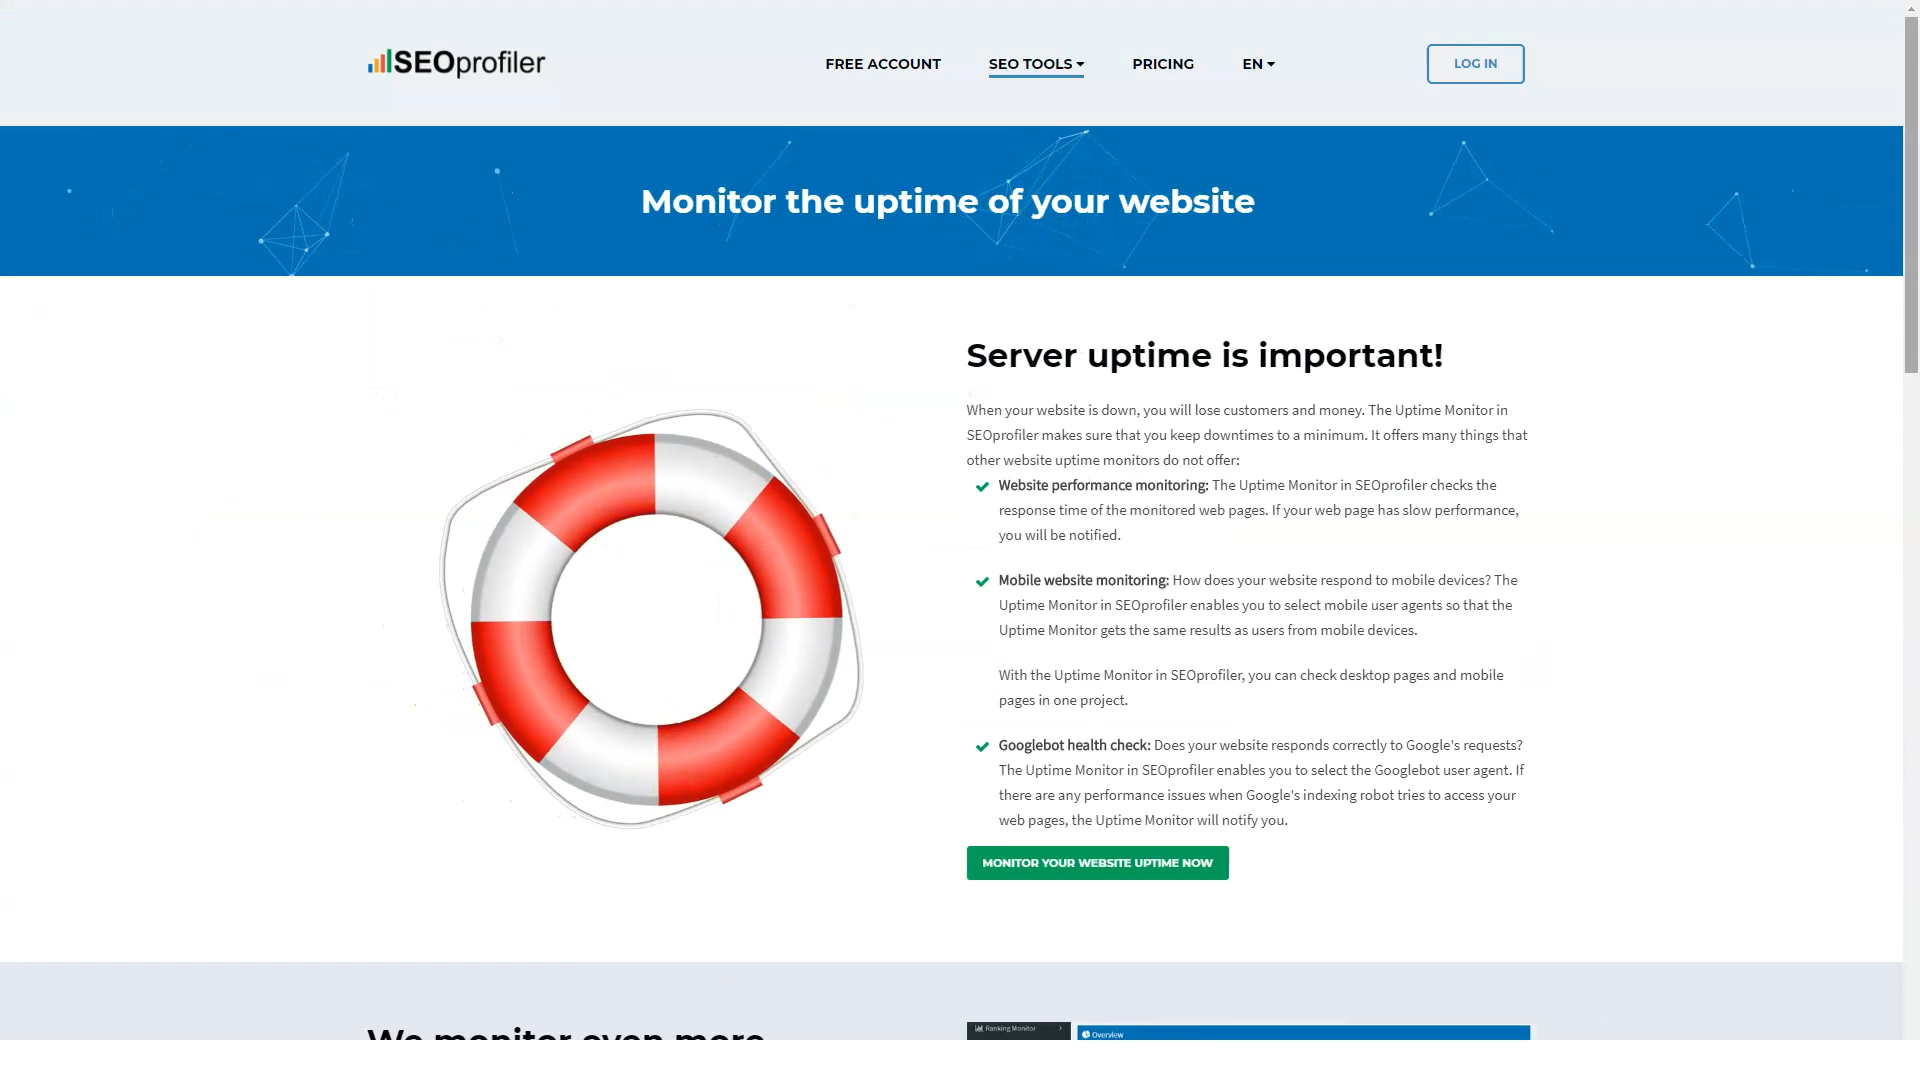 SEOprofiler
FREE ACCOUNT
SEO TOOLS
PRICING
EN
LOG IN
Monitor the uptime of your website
Server uptime is important!
When your website is down, you will lose customers and money. The Uptime Monitor in
SEOprofiler makes sure that you keep downtimes to a minimum. It offers many things that
other website uptime monitors do not offer:
Website performance monitoring: The Uptime Monitor in SEOprofiler checks the
response time of the monitored web pages. If your web page has slow performance,
you will be notified.
Mobile website monitoring: How does your website respond to mobile devices? The
Uptime Monitor in SEOprofiler enables you to select mobile user agents so that the
Uptime Monitor gets the same results as users from mobile devices.
With the Uptime Monitor in SEOprofiler, you can check desktop pages and mobile
pages in one project.
Googlebot health check: Does your website responds correctly to Google's requests?
The Uptime Monitor in SEOprofiler enables you to select the Googlebot user agent. If
there are any performance issues when Google's indexing robot tries to access your
web pages, the Uptime Monitor will notify you.
MONITOR YOUR WEBSITE UPTIME NOW
We monitor even more
Ranking Monitor
Overview